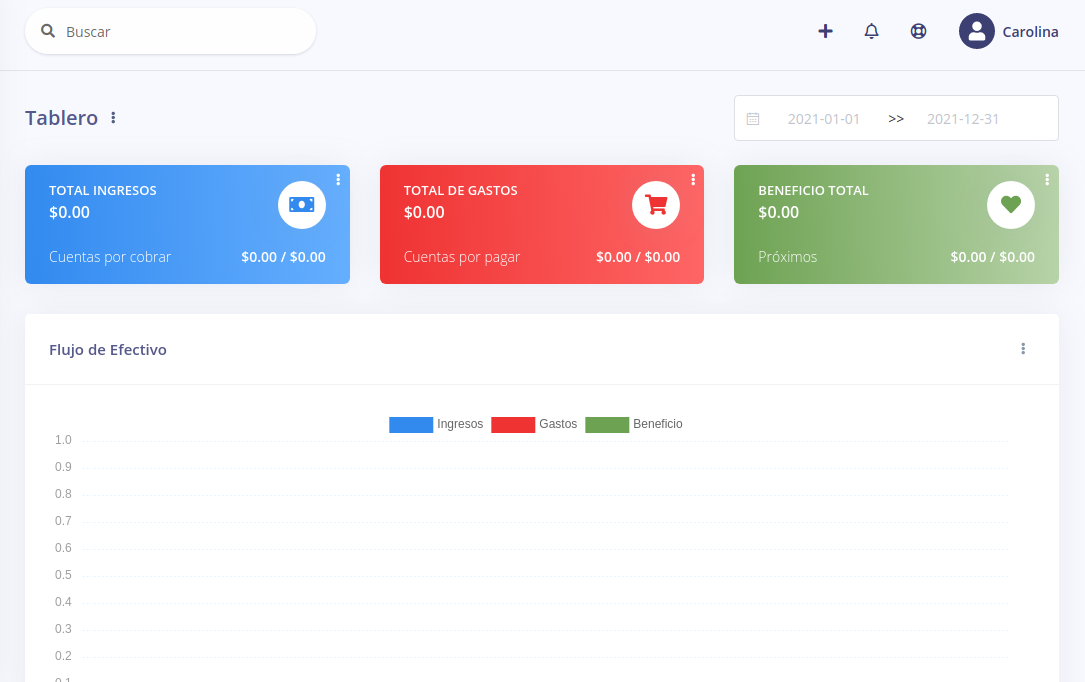 Buscar
Carolina
Tablero
2021-01-01 >> 2021-12-31
TOTAL INGRESOS
$0.00
Cuentas por cobrar $0.00 / $0.00
TOTAL DE GASTOS
$0.00
Cuentas por pagar $0.00 / $0.00
BENEFICIO TOTAL
$0.00
Próximos $0.00 / $0.00
Flujo de Efectivo
Ingresos Gastos Beneficio
1.0
0.9
0.8
0.7
0.6
0.5
0.4
0.3
0.2
0.1